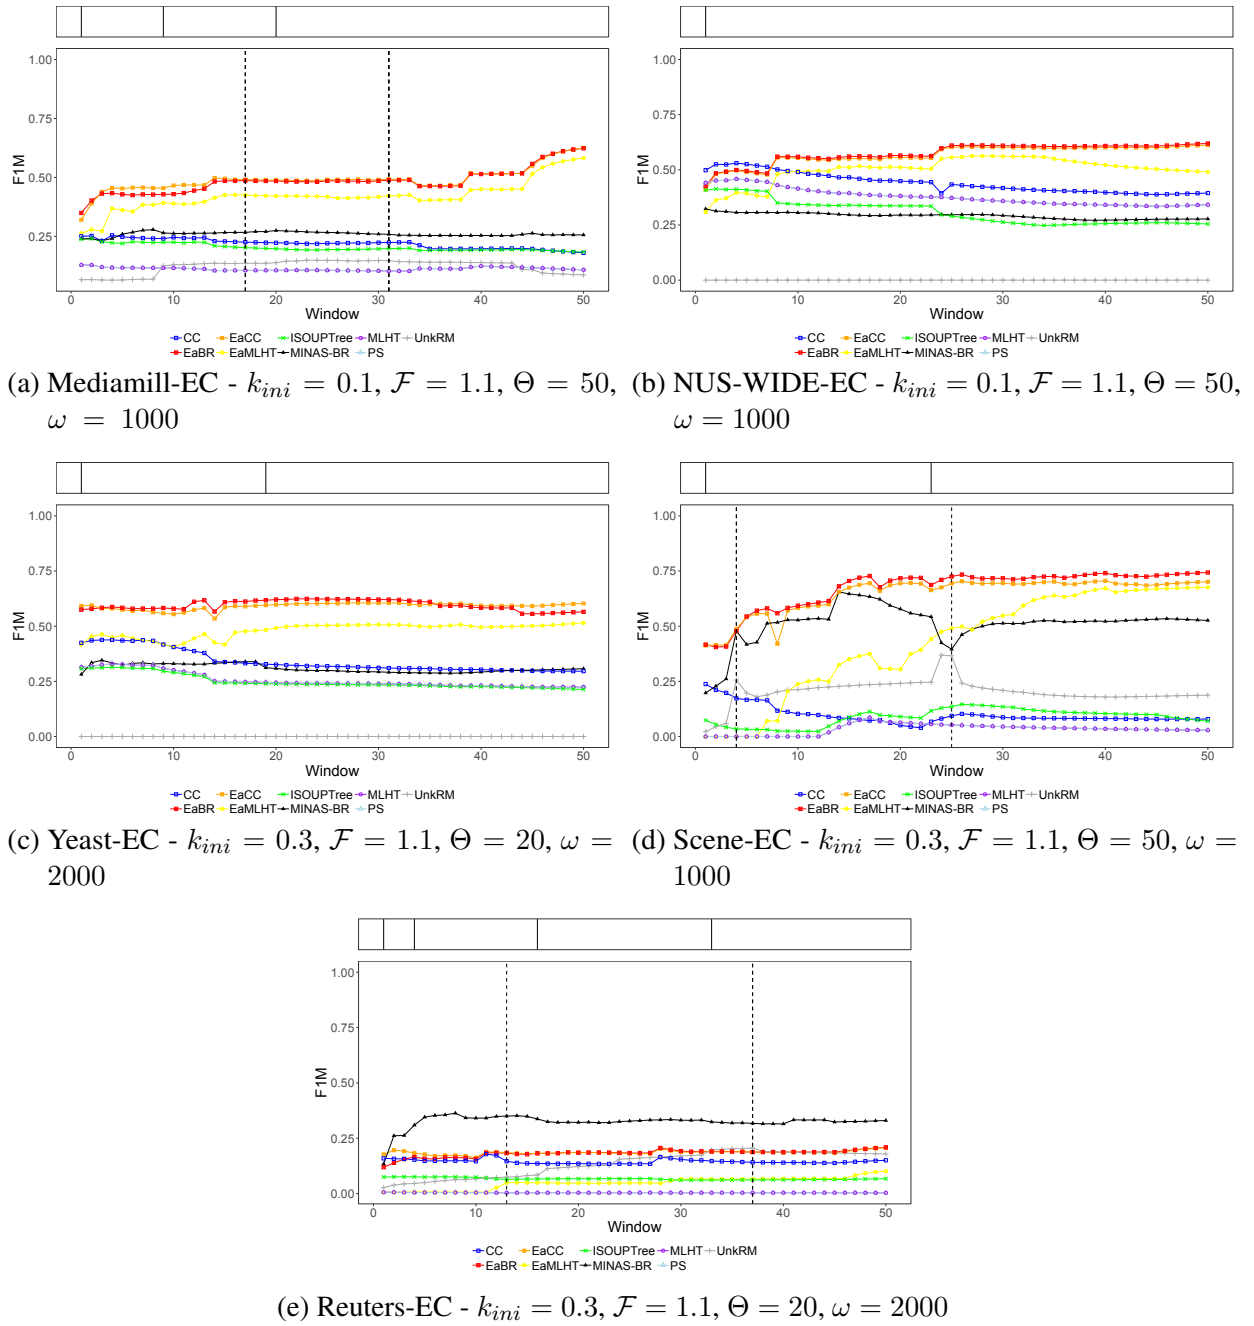 1.00
0.75
0.50
0.25
F1M
0 10 20 30 40 50
Window
CC EaCC ISOUPTree MLHT UnkRM
EaBR EaMLHT MINAS-BR PS
(a) Mediamill-EC - k_ini = 0.1, F = 1.1, Θ = 50,
ω = 1000
1.00
0.75
0.50
0.25
0.00
F1M
0 10 20 30 40 50
Window
CC EaCC ISOUPTree MLHT UnkRM
EaBR EaMLHT MINAS-BR PS
(b) NUS-WIDE-EC - k_ini = 0.1, F = 1.1, Θ = 50,
ω = 1000
1.00
0.75
0.50
0.25
0.00
F1M
0 10 20 30 40 50
Window
CC EaCC ISOUPTree MLHT UnkRM
EaBR EaMLHT MINAS-BR PS
(c) Yeast-EC - k_ini = 0.3, F = 1.1, Θ = 20, ω =
2000
1.00
0.75
0.50
0.25
0.00
F1M
0 10 20 30 40 50
Window
CC EaCC ISOUPTree MLHT UnkRM
EaBR EaMLHT MINAS-BR PS
(d) Scene-EC - k_ini = 0.3, F = 1.1, Θ = 50, ω =
1000
1.00
0.75
0.50
0.25
0.00
F1M
0 10 20 30 40 50
Window
CC EaCC ISOUPTree MLHT UnkRM
EaBR EaMLHT MINAS-BR PS
(e) Reuters-EC - k_ini = 0.3, F = 1.1, Θ = 20, ω = 2000